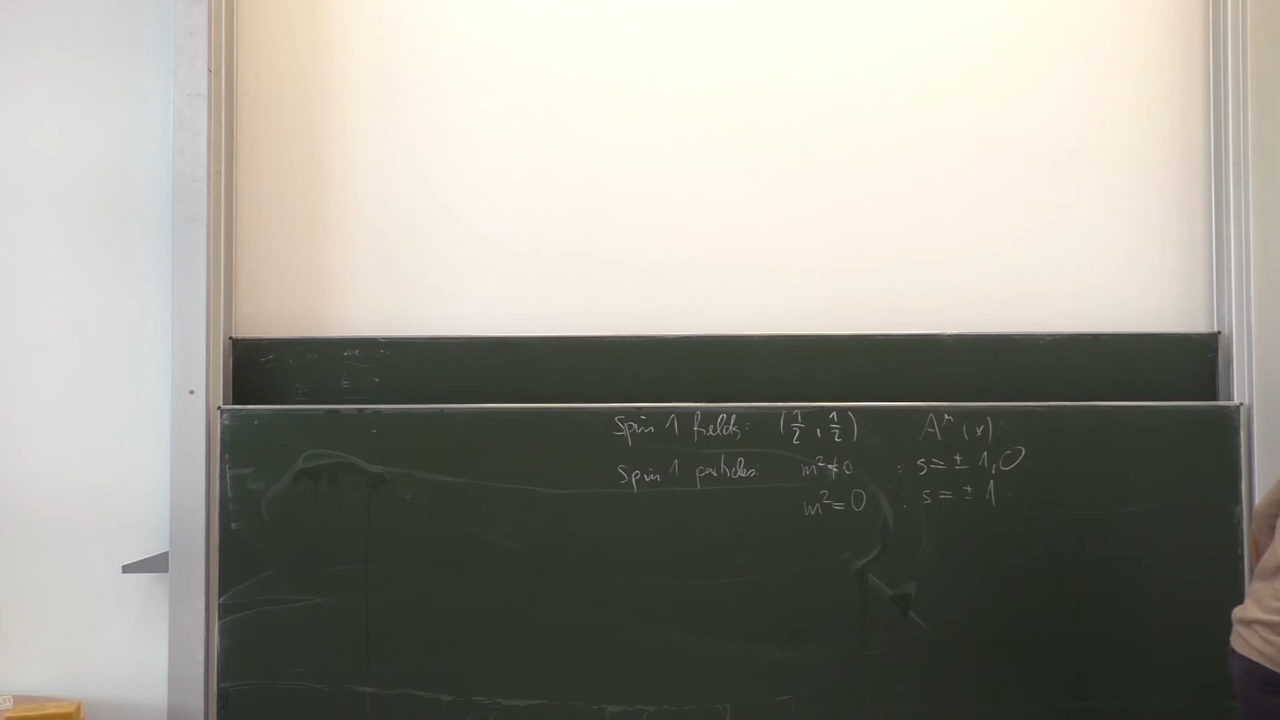 Spin 1 fields: (1/2, 1/2) A^μ(x)
Spin 1 particles: m²≠0 : s=±1,0
m²=0 : s=±1